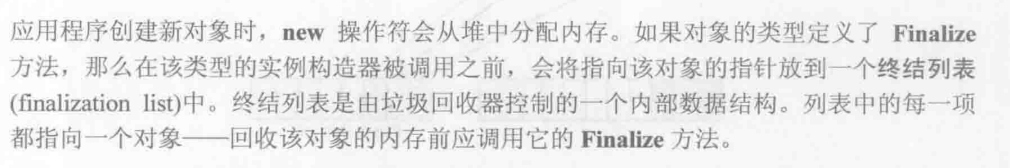 应用程序创建新对象时，new 操作符会从堆中分配内存。如果对象的类型定义了 Finalize
方法，那么在该类型的实例构造器被调用之前，会将指向该对象的指针放到一个终结列表
(finalization list)中。终结列表是由垃圾回收器控制的一个内部数据结构。列表中的每一项
都指向一个对象——回收该对象的内存前应调用它的 Finalize 方法。